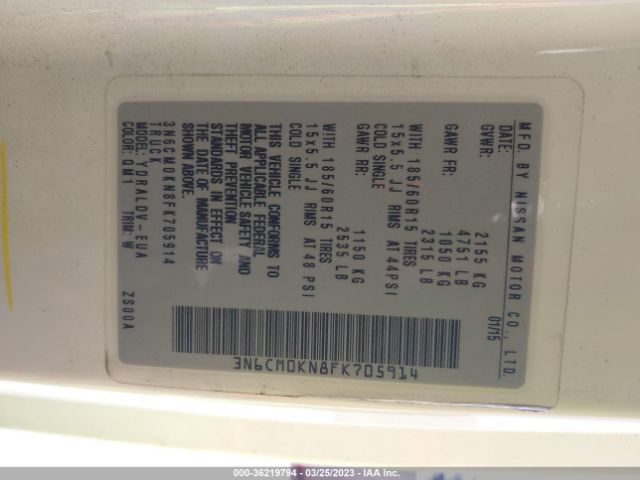 MFD. BY NISSAN MOTOR CO., LTD.
DATE: 01/15
GVWR: 2155 KG
4751 LB
GAWR FR: 1050 KG
2315 LB
WITH 185/60R15 TIRES
15x5.5 JJ RIMS AT 44PSI
COLD SINGLE
GAWR RR: 1150 KG
2535 LB
WITH 185/60R15 TIRES
15x5.5 JJ RIMS AT 48 PSI
COLD SINGLE
THIS VEHICLE CONFORMS TO
ALL APPLICABLE FEDERAL
MOTOR VEHICLE SAFETY AND
THEFT PREVENTION
STANDARDS IN EFFECT ON
THE DATE OF MANUFACTURE
SHOWN ABOVE.
3N6CM0KN8FK705914
TRUCK
MODEL: YDRALDV-EUA
COLOR: QM1 TRIM: W ZS00A
3N6CM0KN8FK705914
000-36219794 - 03/25/2023 - IAA Inc.